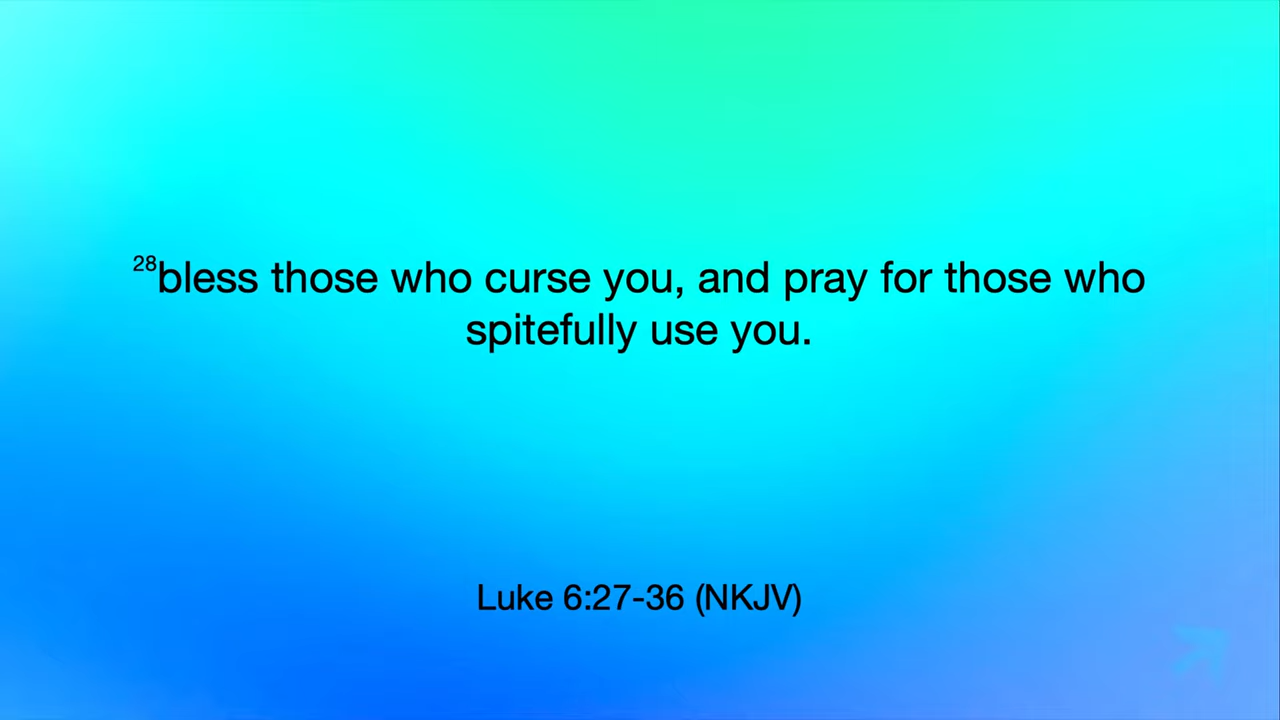 28bless those who curse you, and pray for those who
spitefully use you.
Luke 6:27-36 (NKJV)